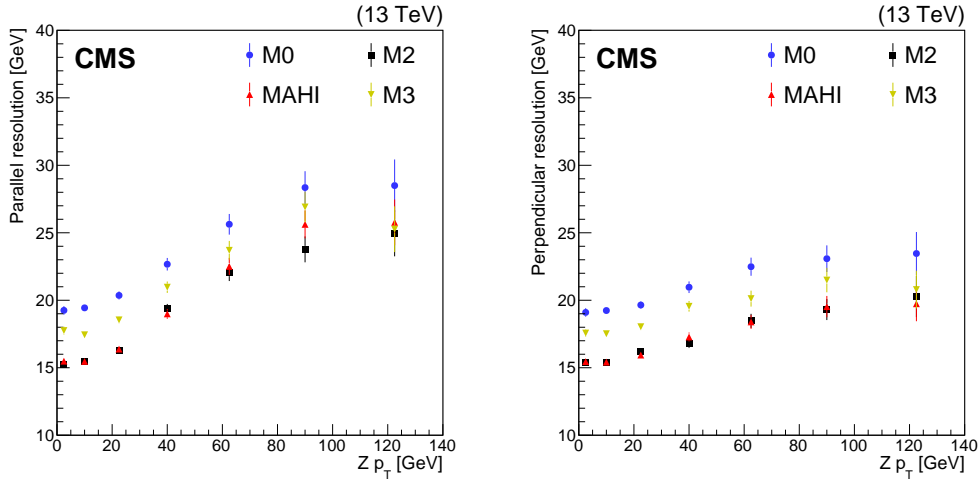 (13 TeV)
CMS
M0
M2
MAHI
M3
Parallel resolution [GeV]
40
35
30
25
20
15
10
0 20 40 60 80 100 120 140
Z p_T [GeV]
(13 TeV)
CMS
M0
M2
MAHI
M3
Perpendicular resolution [GeV]
40
35
30
25
20
15
10
0 20 40 60 80 100 120 140
Z p_T [GeV]